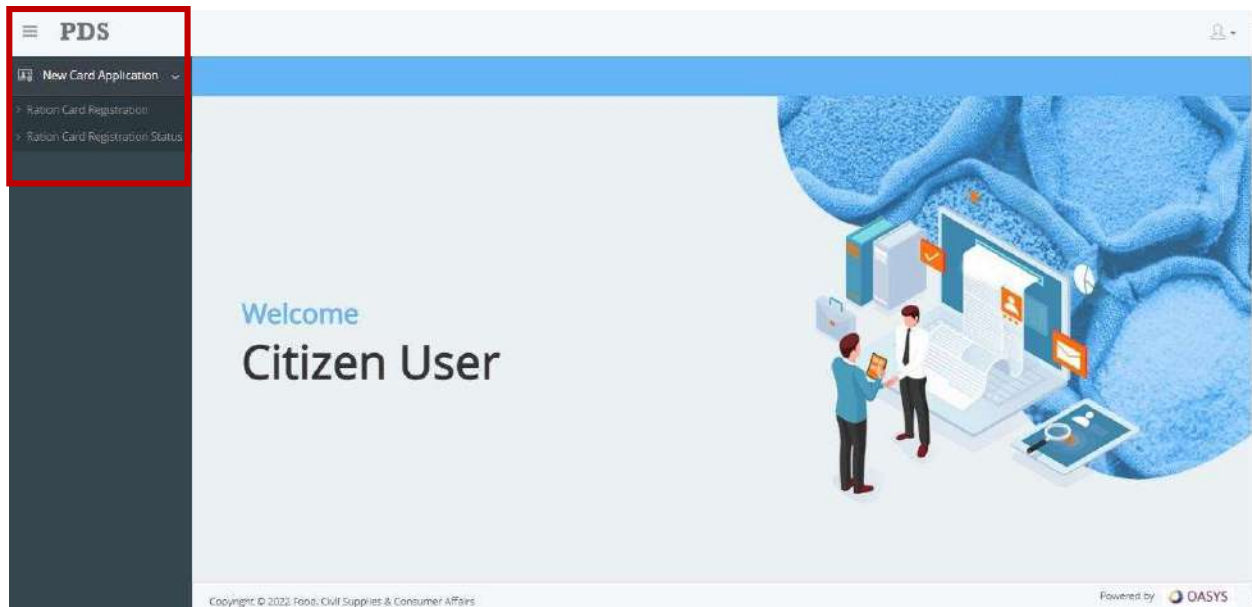 PDS
New Card Application
> Ration Card Registration
> Ration Card Registration Status
Welcome
Citizen User
Copyright © 2022 Food, Civil Supplies & Consumer Affairs
Powered by OASYS